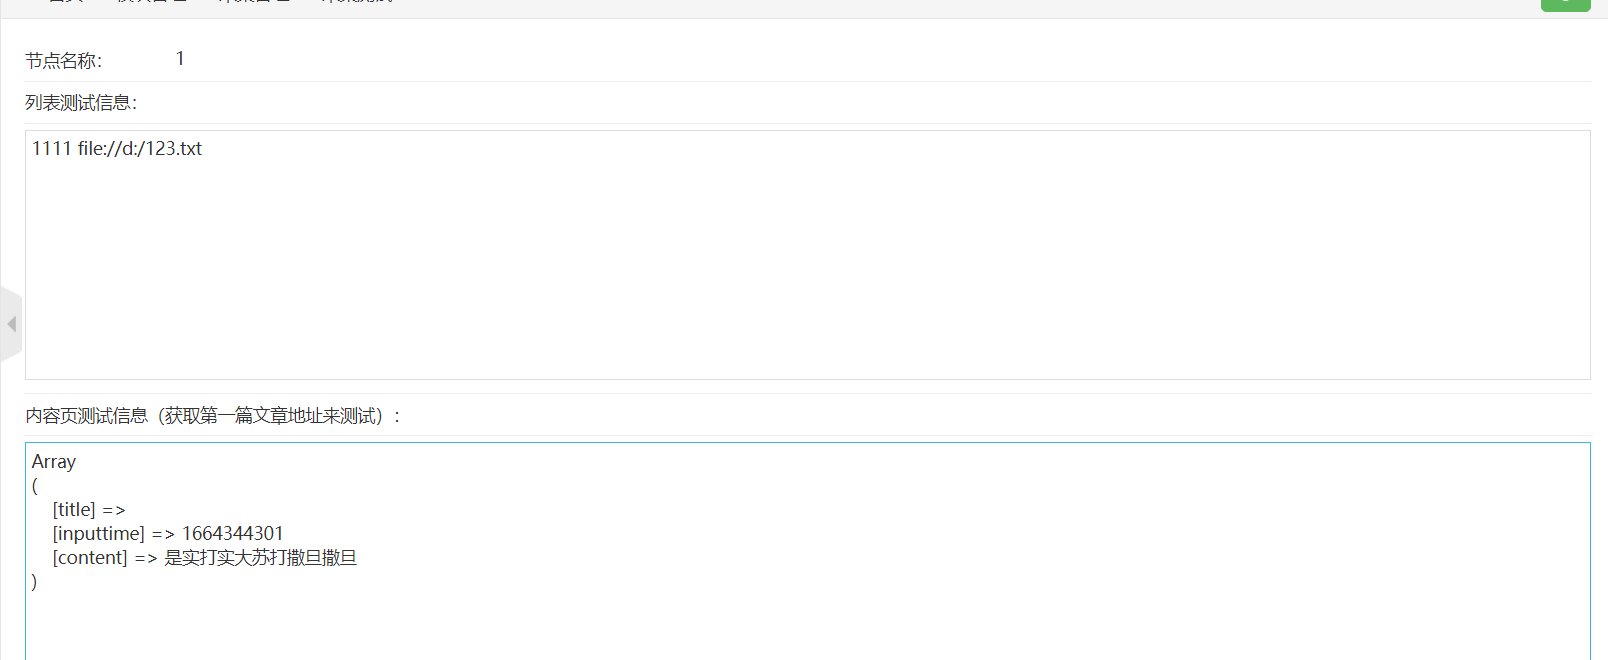 节点名称：
1
列表测试信息：
1111 file://d:/123.txt
内容页测试信息（获取第一篇文章地址来测试）：
Array
(
[title] =>
[inputtime] => 1664344301
[content] => 是实打实大苏打撒旦撒旦
)